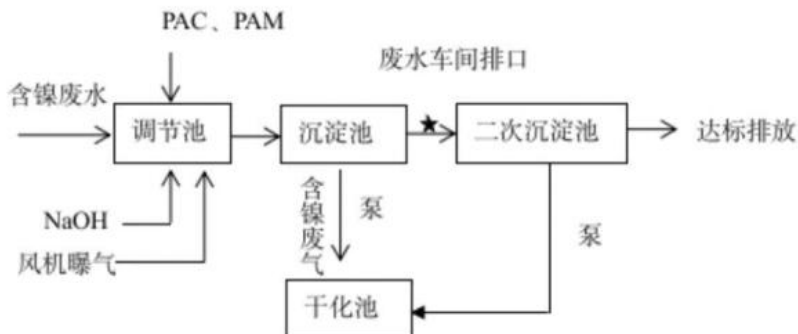 PAC、PAM
废水车间排口
含镍废水
调节池
沉淀池
★
二次沉淀池
达标排放
NaOH
风机曝气
含镍废气
泵
泵
干化池